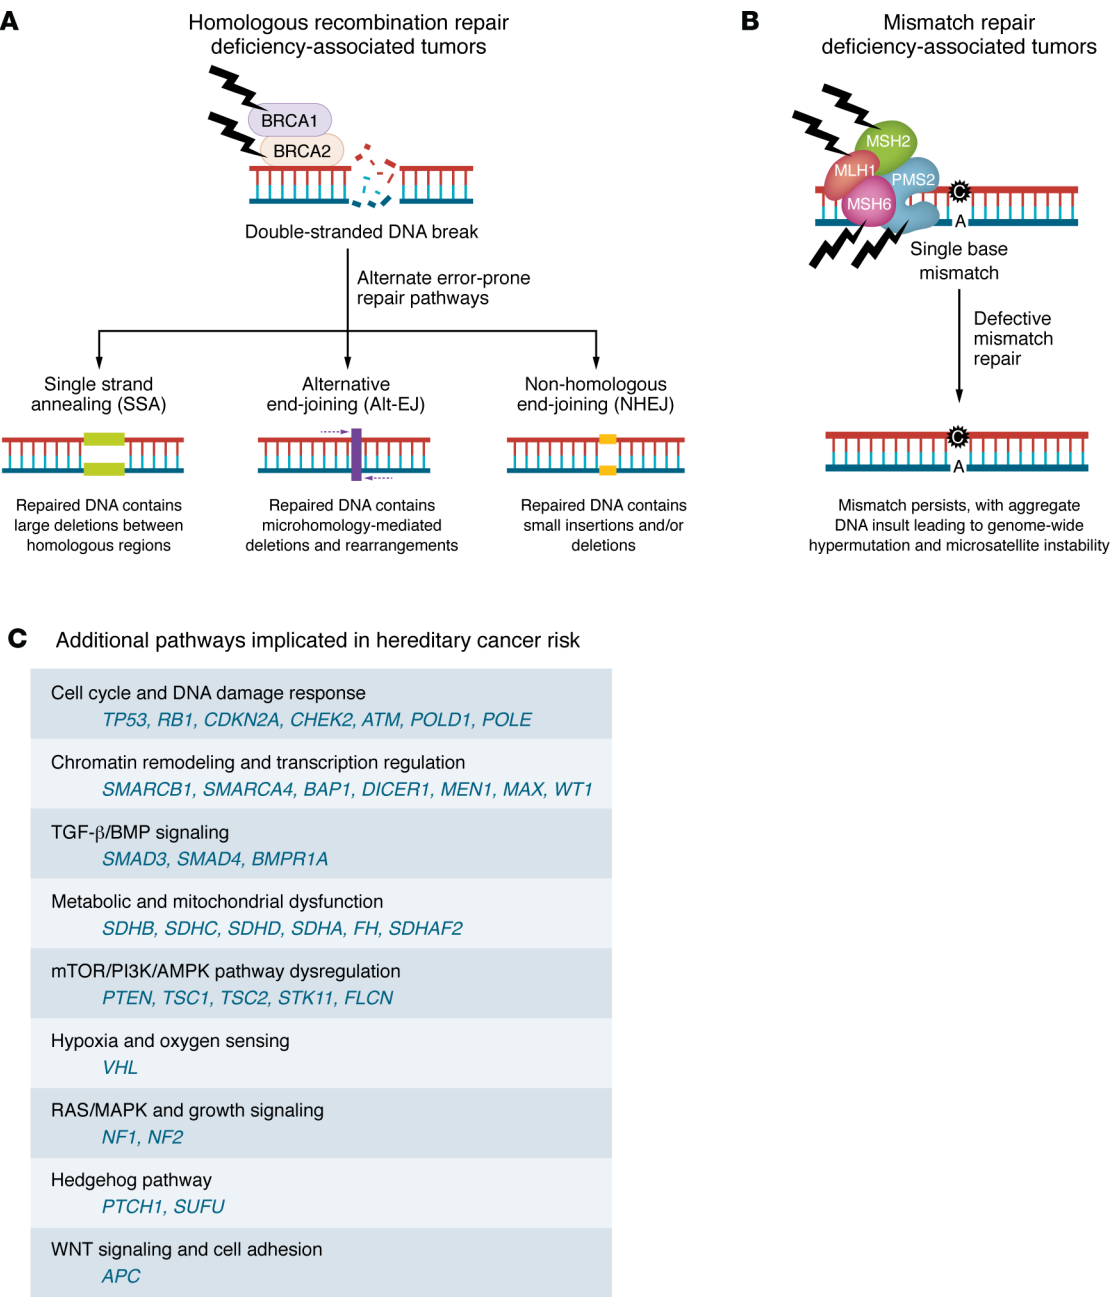 A
Homologous recombination repair
deficiency-associated tumors
BRCA1
BRCA2
Double-stranded DNA break
Alternate error-prone
repair pathways
Single strand
annealing (SSA)
Alternative
end-joining (Alt-EJ)
Non-homologous
end-joining (NHEJ)
Repaired DNA contains
large deletions between
homologous regions
Repaired DNA contains
microhomology-mediated
deletions and rearrangements
Repaired DNA contains
small insertions and/or
deletions
B
Mismatch repair
deficiency-associated tumors
MSH2
MLH1
PMS2
MSH6
C
A
Single base
mismatch
Defective
mismatch
repair
C
A
Mismatch persists, with aggregate
DNA insult leading to genome-wide
hypermutation and microsatellite instability
C
Additional pathways implicated in hereditary cancer risk
Cell cycle and DNA damage response
TP53, RB1, CDKN2A, CHEK2, ATM, POLD1, POLE
Chromatin remodeling and transcription regulation
SMARCB1, SMARCA4, BAP1, DICER1, MEN1, MAX, WT1
TGF-β/BMP signaling
SMAD3, SMAD4, BMPR1A
Metabolic and mitochondrial dysfunction
SDHB, SDHC, SDHD, SDHA, FH, SDHAF2
mTOR/PI3K/AMPK pathway dysregulation
PTEN, TSC1, TSC2, STK11, FLCN
Hypoxia and oxygen sensing
VHL
RAS/MAPK and growth signaling
NF1, NF2
Hedgehog pathway
PTCH1, SUFU
WNT signaling and cell adhesion
APC